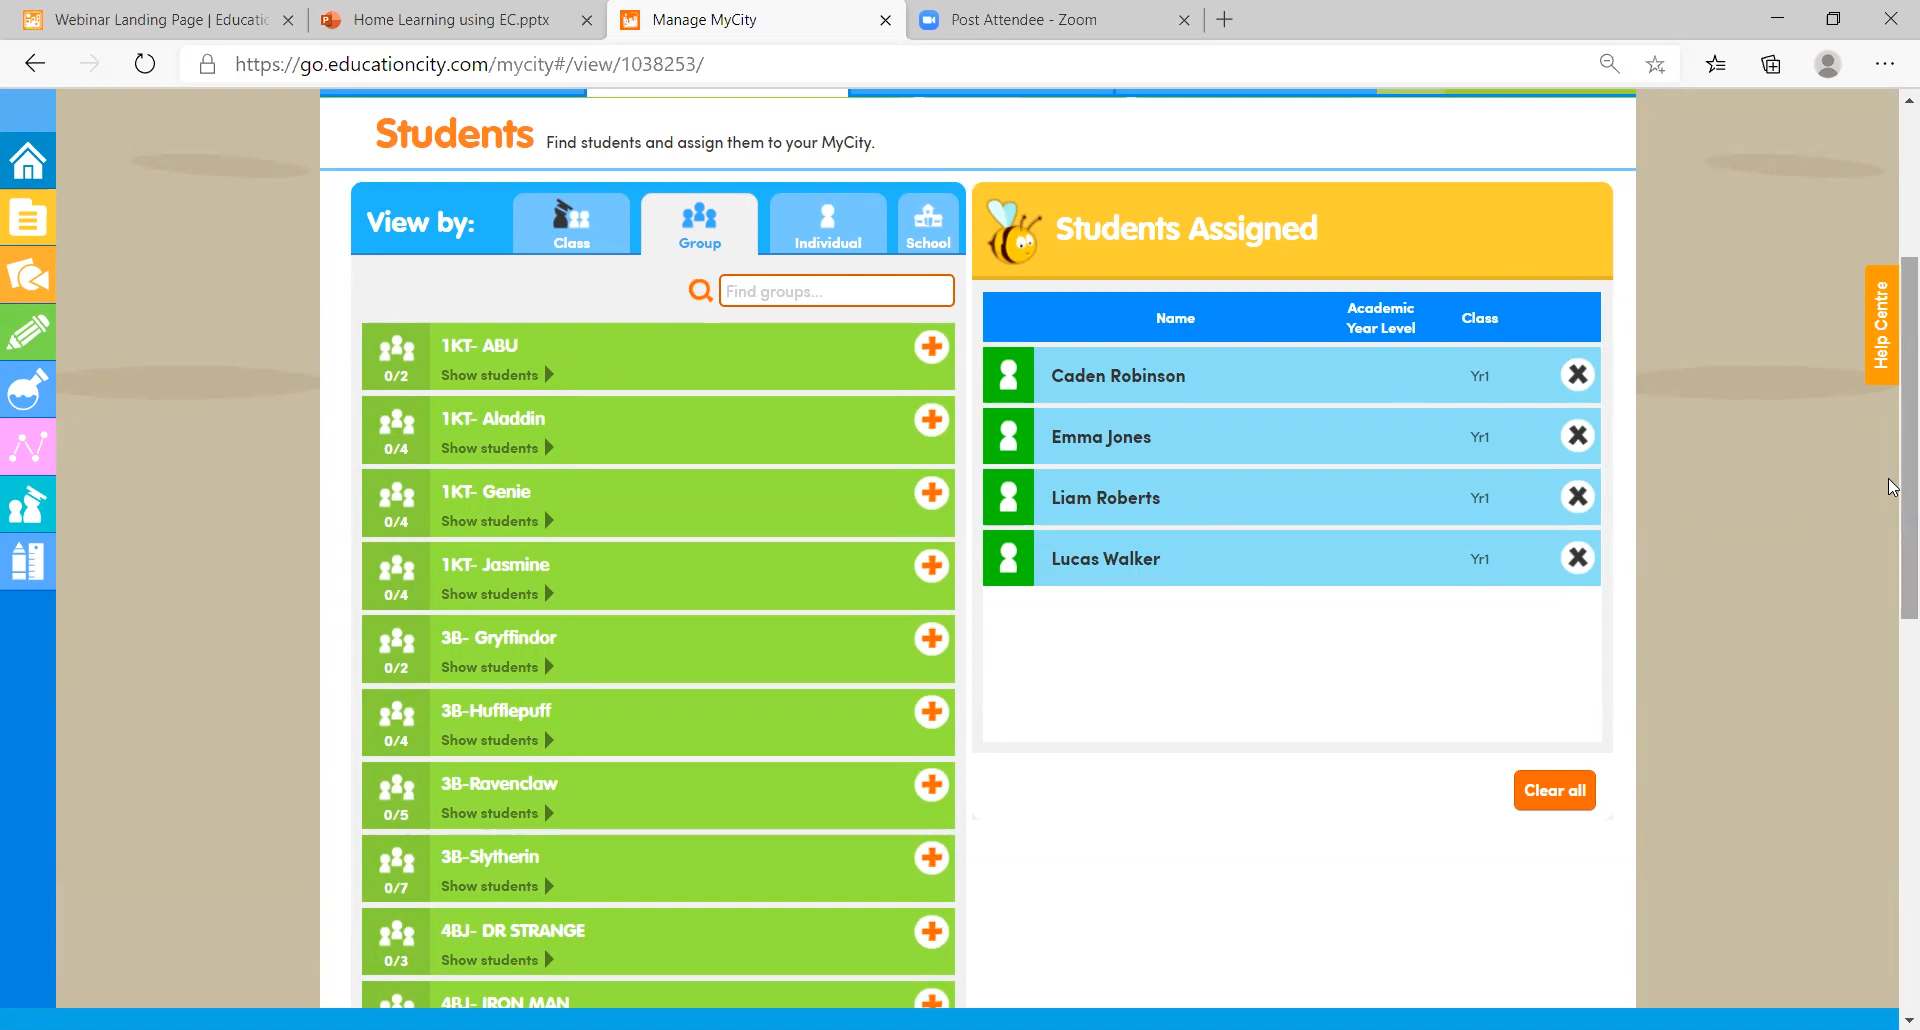 Webinar Landing Page | Educatio
Home Learning using EC.pptx
Manage MyCity
Post Attendee - Zoom
https://go.educationcity.com/mycity#/view/1038253/
Students Find students and assign them to your MyCity.
View by:
Class
Group
Individual
School
Find groups...
1KT- ABU
Show students
0/2
1KT- Aladdin
Show students
0/4
1KT- Genie
Show students
0/4
1KT- Jasmine
Show students
0/4
3B- Gryffindor
Show students
0/2
3B-Hufflepuff
Show students
0/4
3B-Ravenclaw
Show students
0/5
3B-Slytherin
Show students
0/7
4BJ- DR STRANGE
Show students
0/3
4BJ- IRON MAN
Students Assigned
Name
Academic
Year Level
Class
Caden Robinson Yr1
Emma Jones Yr1
Liam Roberts Yr1
Lucas Walker Yr1
Clear all
Help Centre